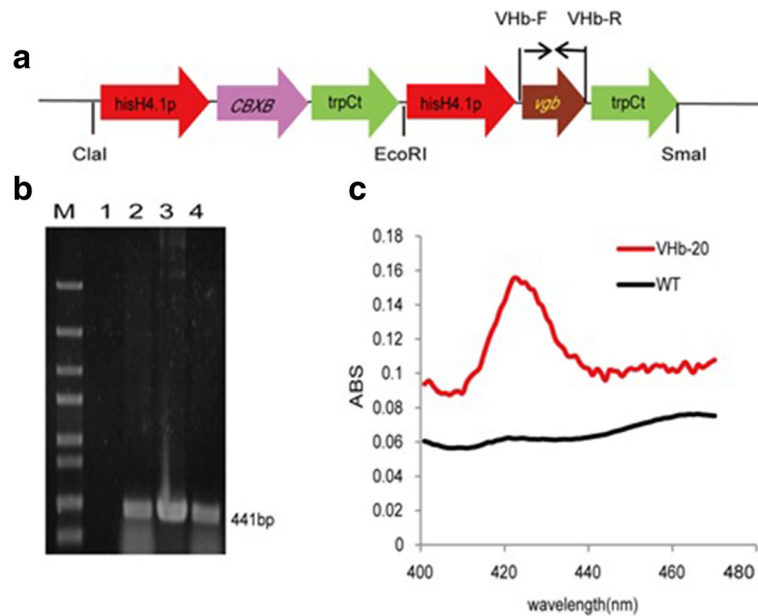 a
VHb-F VHb-R
hisH4.1p CBXB trpCt hisH4.1p vgb trpCt
ClaI EcoRI SmaI
b
M 1 2 3 4
441bp
c
0.18
0.16
0.14
0.12
0.1
0.08
0.06
0.04
0.02
0
ABS
VHb-20
WT
400 420 440 460 480
wavelength(nm)